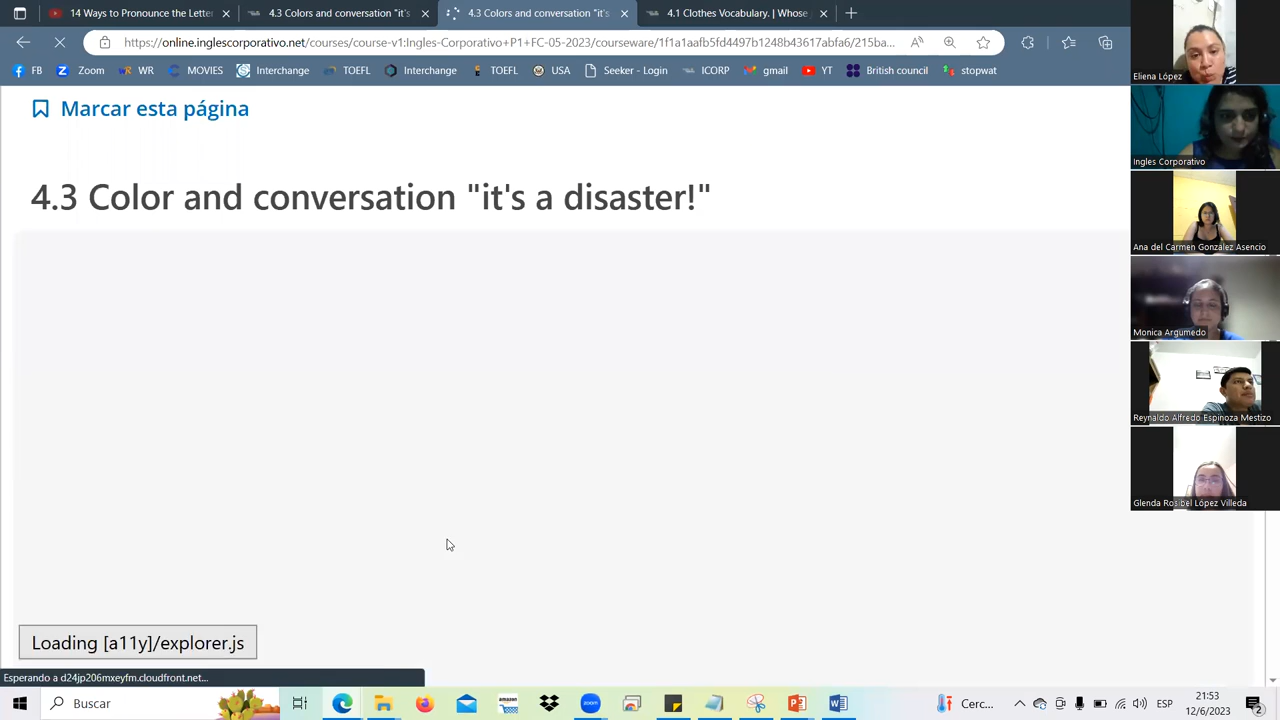 14 Ways to Pronounce the Letter
4.3 Colors and conversation "it's
4.3 Colors and conversation "it's
4.1 Clothes Vocabulary. | Whose
https://online.inglescorporativo.net/courses/course-v1:Ingles-Corporativo+P1+FC-05-2023/courseware/1f1a1aafb5fd4497b1248b43617abfa6/215ba...
FB Zoom WR MOVIES Interchange TOEFL Interchange TOEFL USA Seeker - Login ICORP gmail YT British council stopwat
Marcar esta página
4.3 Color and conversation "it's a disaster!"
Eliena López
Ingles Corporativo
Ana del Carmen González Asencio
Monica Argumedo
Reynaldo Alfredo Espinoza Mestizo
Glenda Rosibel López Villeda
Loading [a11y]/explorer.js
Esperando a d24jp206mxeyfm.cloudfront.net...
Buscar
Cerc...
ESP
21:53
12/6/2023
2